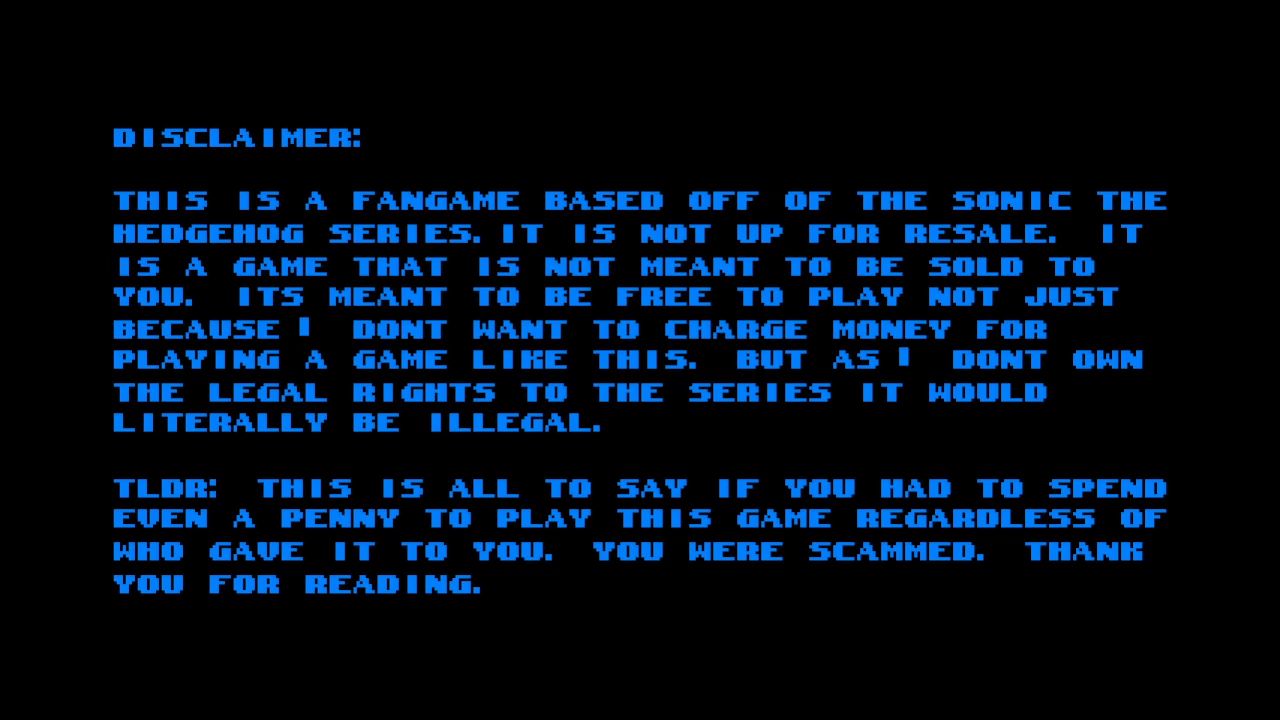 DISCLAIMER:
THIS IS A FANGAME BASED OFF OF THE SONIC THE
HEDGEHOG SERIES. IT IS NOT UP FOR RESALE. IT
IS A GAME THAT IS NOT MEANT TO BE SOLD TO
YOU. ITS MEANT TO BE FREE TO PLAY NOT JUST
BECAUSE I DONT WANT TO CHARGE MONEY FOR
PLAYING A GAME LIKE THIS. BUT AS I DONT OWN
THE LEGAL RIGHTS TO THE SERIES IT WOULD
LITERALLY BE ILLEGAL.
TLDR: THIS IS ALL TO SAY IF YOU HAD TO SPEND
EVEN A PENNY TO PLAY THIS GAME REGARDLESS OF
WHO GAVE IT TO YOU. YOU WERE SCAMMED. THANK
YOU FOR READING.